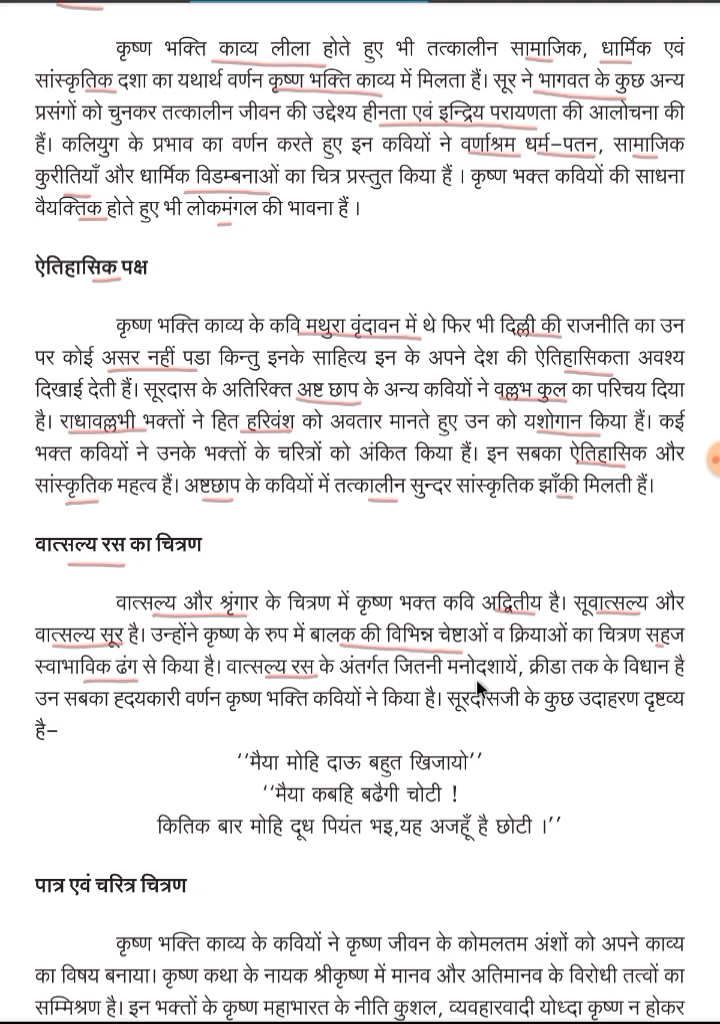 कृष्ण भक्ति काव्य लीला होते हुए भी तत्कालीन सामाजिक, धार्मिक एवं
सांस्कृतिक दशा का यथार्थ वर्णन कृष्ण भक्ति काव्य में मिलता हैं। सूर ने भागवत के कुछ अन्य
प्रसंगों को चुनकर तत्कालीन जीवन की उद्देश्य हीनता एवं इन्द्रिय परायणता की आलोचना की
हैं। कलियुग के प्रभाव का वर्णन करते हुए इन कवियों ने वर्णाश्रम धर्म–पतन, सामाजिक
कुरीतियाँ और धार्मिक विडम्बनाओं का चित्र प्रस्तुत किया हैं । कृष्ण भक्त कवियों की साधना
वैयक्तिक होते हुए भी लोकमंगल की भावना हैं ।
ऐतिहासिक पक्ष
कृष्ण भक्ति काव्य के कवि मथुरा वृंदावन में थे फिर भी दिल्ली की राजनीति का उन
पर कोई असर नहीं पडा किन्तु इनके साहित्य इन के अपने देश की ऐतिहासिकता अवश्य
दिखाई देती हैं। सूरदास के अतिरिक्त अष्ट छाप के अन्य कवियों ने वल्लभ कुल का परिचय दिया
है। राधावल्लभी भक्तों ने हित हरिवंश को अवतार मानते हुए उन को यशोगान किया हैं। कई
भक्त कवियों ने उनके भक्तों के चरित्रों को अंकित किया हैं। इन सबका ऐतिहासिक और
सांस्कृतिक महत्व हैं। अष्टछाप के कवियों में तत्कालीन सुन्दर सांस्कृतिक झाँकी मिलती हैं।
वात्सल्य रस का चित्रण
वात्सल्य और श्रृंगार के चित्रण में कृष्ण भक्त कवि अद्वितीय है। सूवात्सल्य और
वात्सल्य सूर है। उन्होंने कृष्ण के रुप में बालक की विभिन्न चेष्टाओं व क्रियाओं का चित्रण सहज
स्वाभाविक ढंग से किया है। वात्सल्य रस के अंतर्गत जितनी मनोदशायें, क्रीडा तक के विधान है
उन सबका ह्दयकारी वर्णन कृष्ण भक्ति कवियों ने किया है। सूरदासजी के कुछ उदाहरण दृष्टव्य
है–
‘‘मैया मोहि दाऊ बहुत खिजायो’’
‘‘मैया कबहि बढैगी चोटी !
कितिक बार मोहि दूध पियंत भइ,यह अजहूँ है छोटी ।’’
पात्र एवं चरित्र चित्रण
कृष्ण भक्ति काव्य के कवियों ने कृष्ण जीवन के कोमलतम अंशों को अपने काव्य
का विषय बनाया। कृष्ण कथा के नायक श्रीकृष्ण में मानव और अतिमानव के विरोधी तत्वों का
सम्मिश्रण है। इन भक्तों के कृष्ण महाभारत के नीति कुशल, व्यवहारवादी योध्दा कृष्ण न होकर